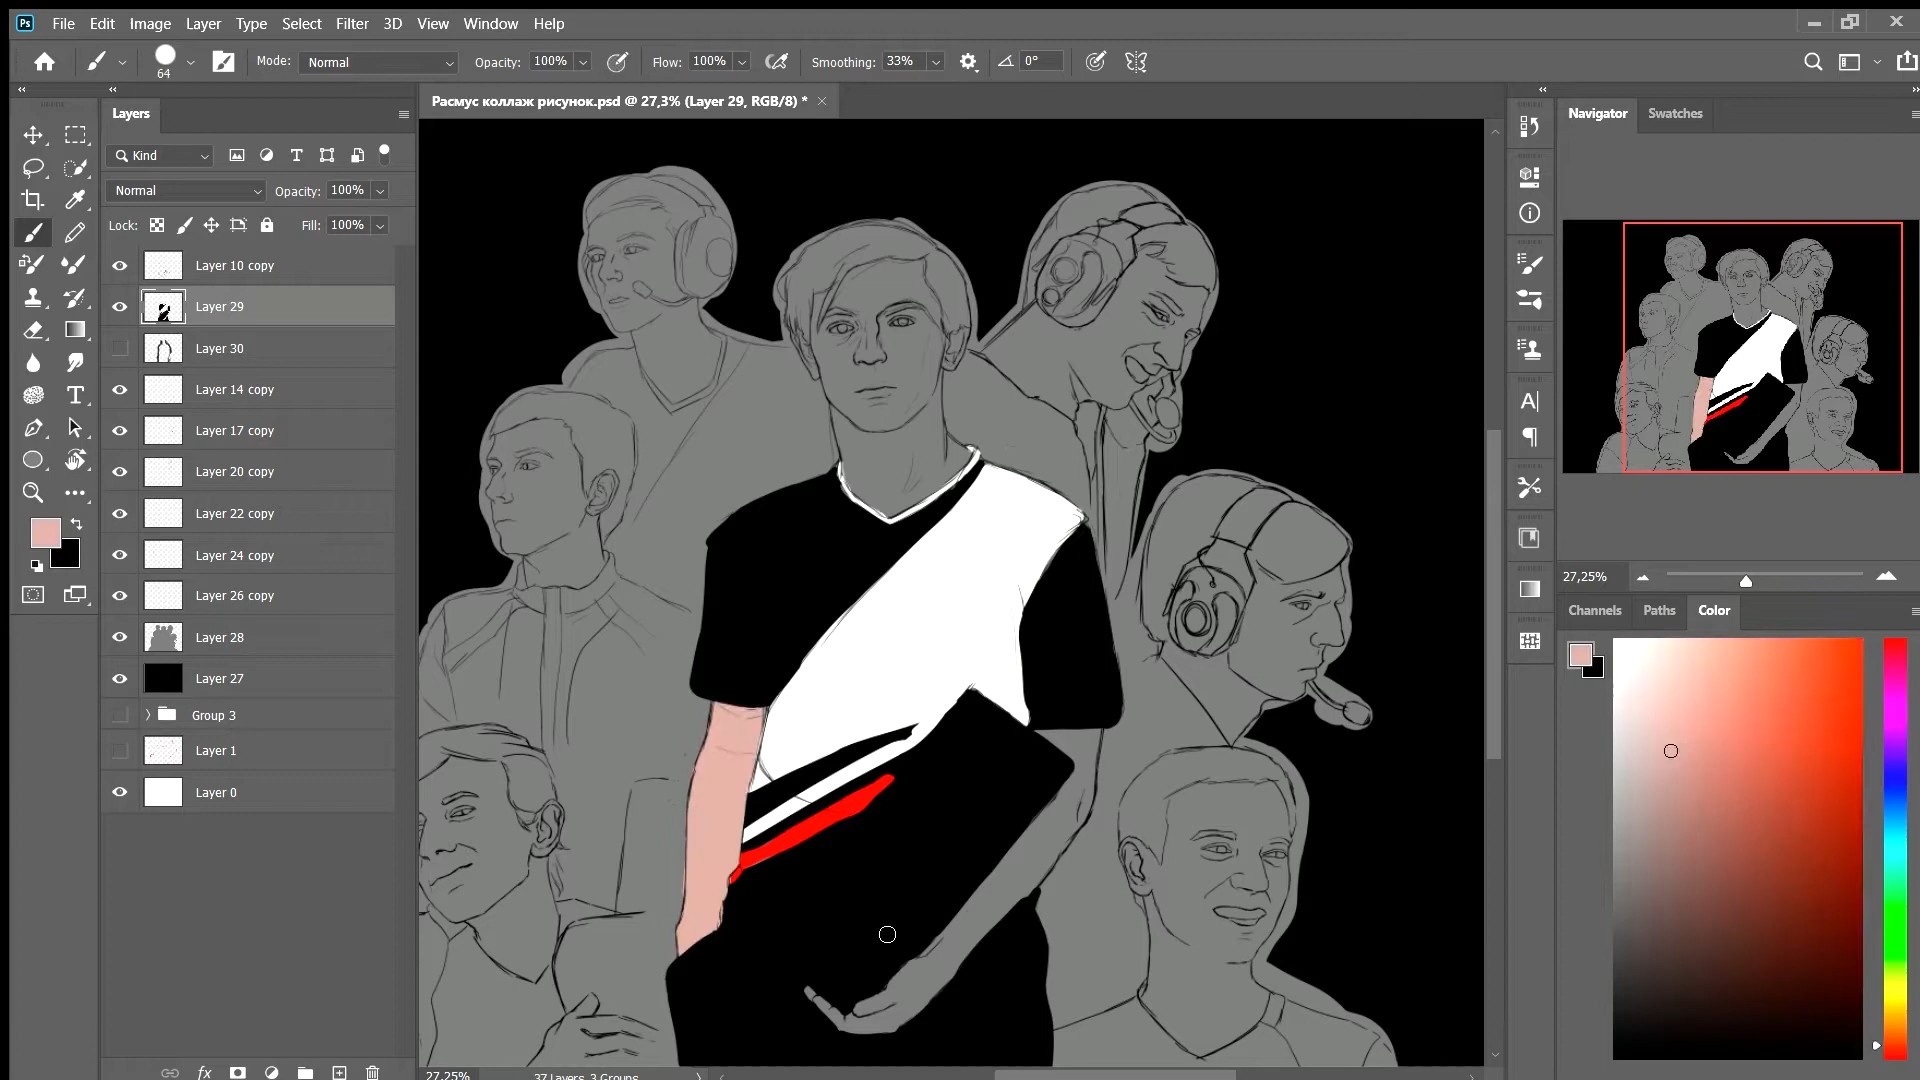 Ps File Edit Image Layer Type Select Filter 3D View Window Help
64 Mode: Normal Opacity: 100% Flow: 100% Smoothing: 33% 0°
Layers
Расмус коллаж рисунок.psd @ 27,3% (Layer 29, RGB/8) *
Navigator Swatches
Kind
Normal Opacity: 100%
Lock: Fill: 100%
Layer 10 copy
Layer 29
Layer 30
Layer 14 copy
Layer 17 copy
Layer 20 copy
Layer 22 copy
Layer 24 copy
Layer 26 copy
Layer 28
Layer 27
Group 3
Layer 1
Layer 0
27,25%
Channels Paths Color
27,25% 37 Layers, 3 Groups